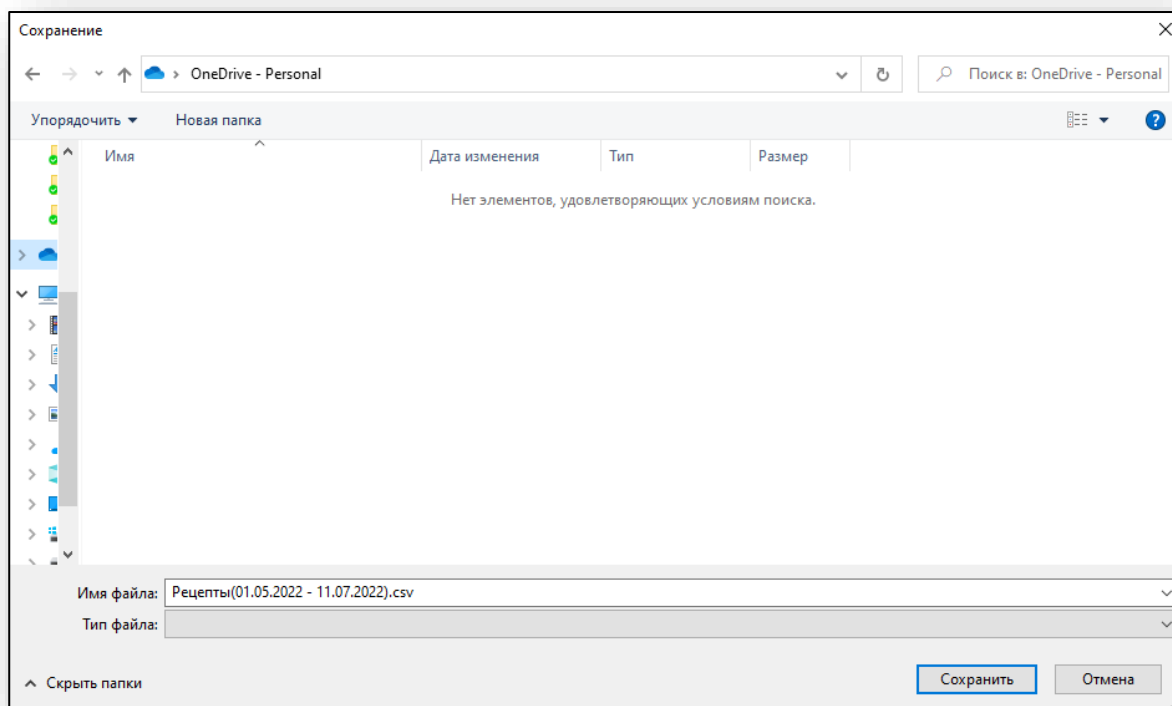 Сохранение
OneDrive - Personal
Поиск в: OneDrive - Personal
Упорядочить Новая папка
Имя Дата изменения Тип Размер
Нет элементов, удовлетворяющих условиям поиска.
Имя файла: Рецепты(01.05.2022 - 11.07.2022).csv
Тип файла:
Скрыть папки Сохранить Отмена